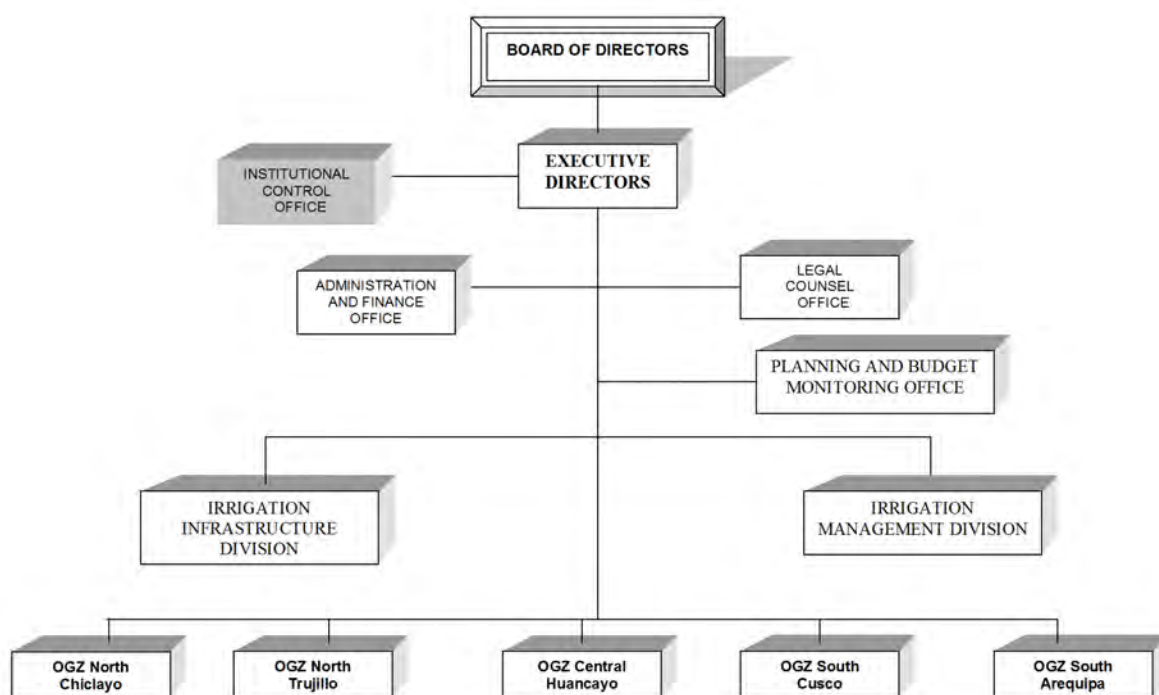 BOARD OF DIRECTORS
EXECUTIVE
DIRECTORS
INSTITUTIONAL
CONTROL
OFFICE
ADMINISTRATION
AND FINANCE
OFFICE
LEGAL
COUNSEL
OFFICE
PLANNING AND BUDGET
MONITORING OFFICE
IRRIGATION
INFRASTRUCTURE
DIVISION
IRRIGATION
MANAGEMENT DIVISION
OGZ North
Chiclayo
OGZ North
Trujillo
OGZ Central
Huancayo
OGZ South
Cusco
OGZ South
Arequipa